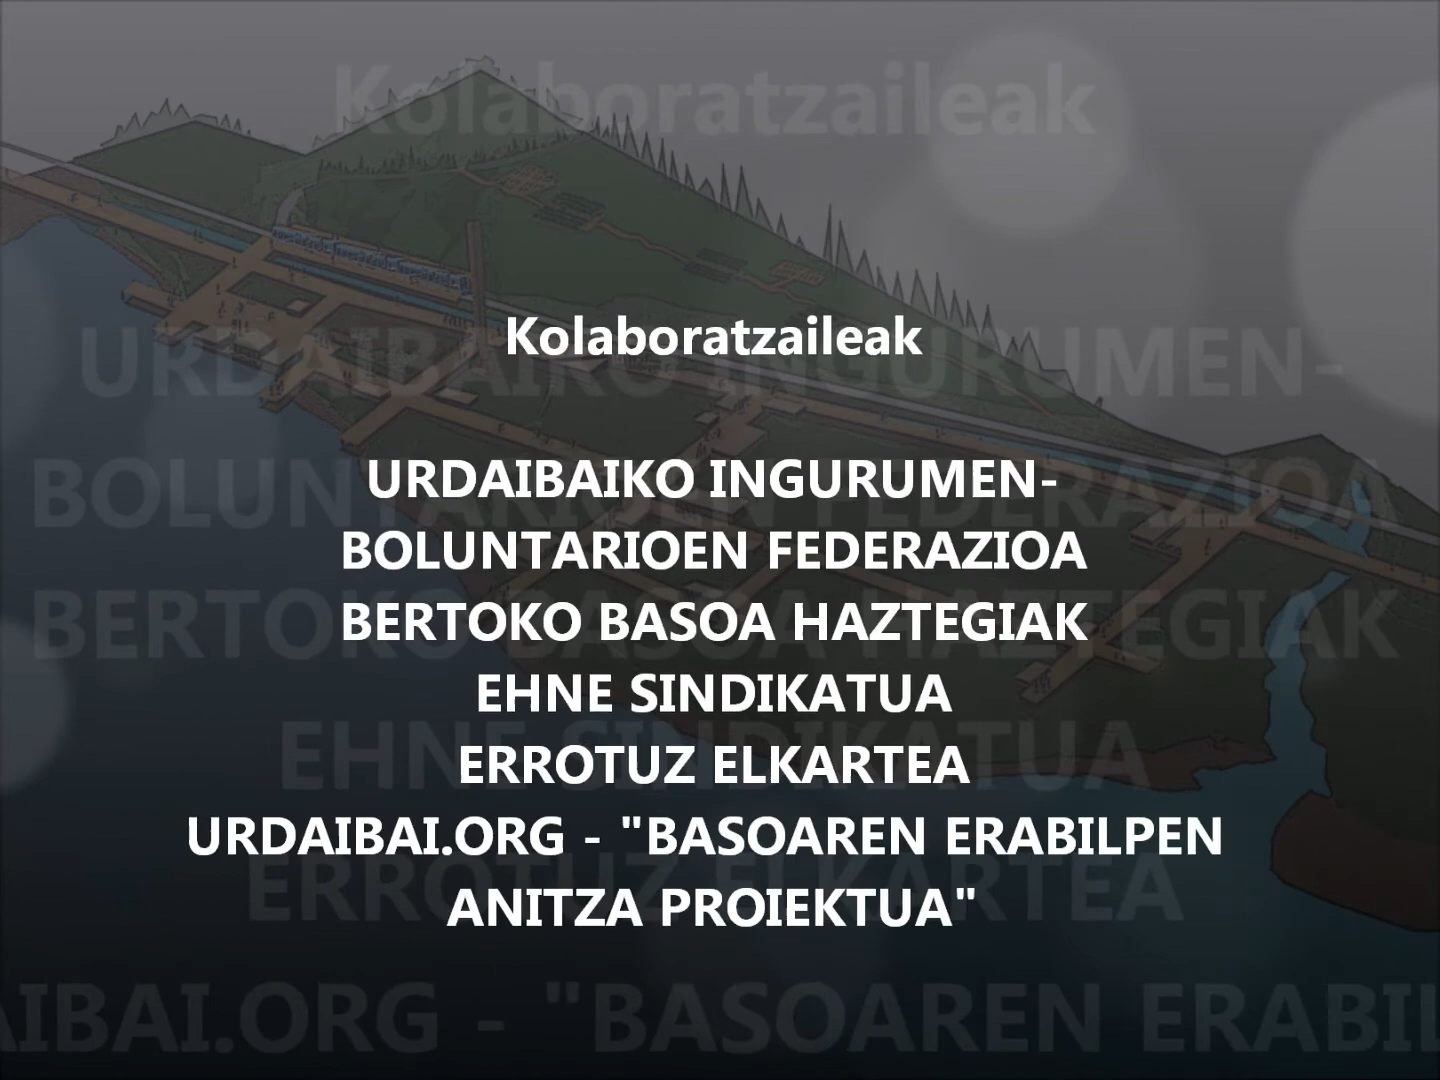 Kolaboratzaileak
URDAIBAIKO INGURUMEN-
BOLUNTARIOEN FEDERAZIOA
BERTOKO BASOA HAZTEGIAK
EHNE SINDIKATUA
ERROTUZ ELKARTEA
URDAIBAI.ORG - "BASOAREN ERABILPEN
ANITZA PROIEKTUA"